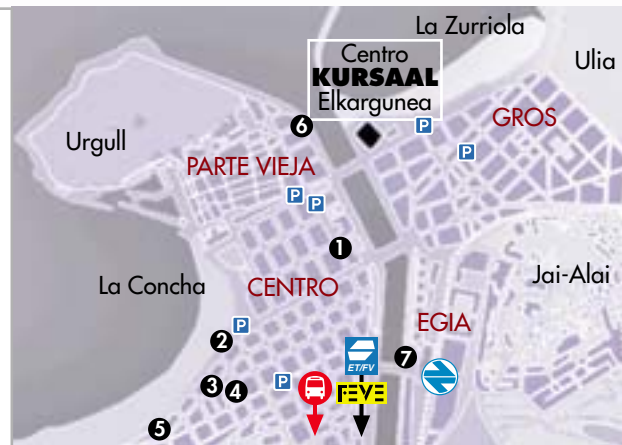 La Zurriola
Centro
KURSAAL
Elkargunea
Ulia
P
GROS
6
P
Urgull
PARTE VIEJA
P
P
1
La Concha
CENTRO
Jai-Alai
P
EGIA
2
ET/FV
7
3
4
P
FEVE
5